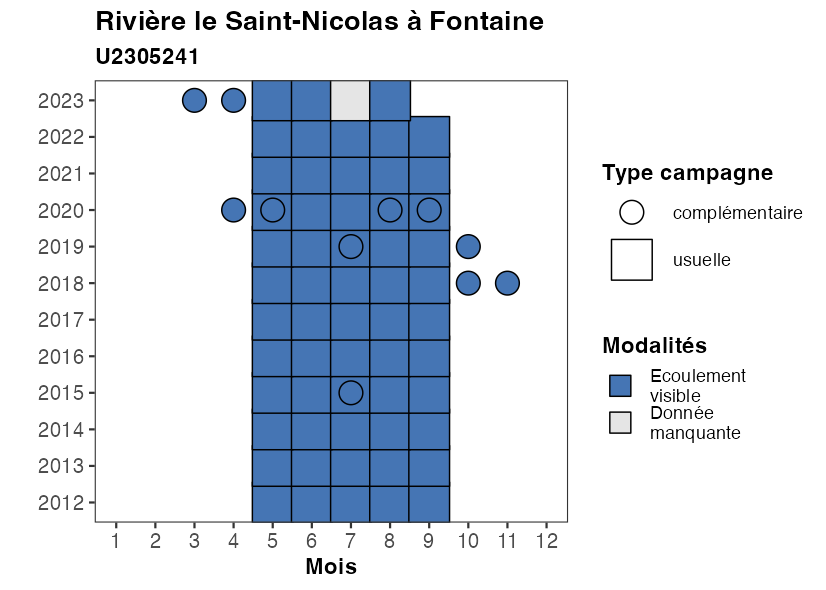 Rivière le Saint-Nicolas à Fontaine
U2305241
2023
2022
2021
2020
2019
2018
2017
2016
2015
2014
2013
2012
1 2 3 4 5 6 7 8 9 10 11 12
Mois
Type campagne
complémentaire
usuelle
Modalités
Ecoulement
visible
Donnée
manquante